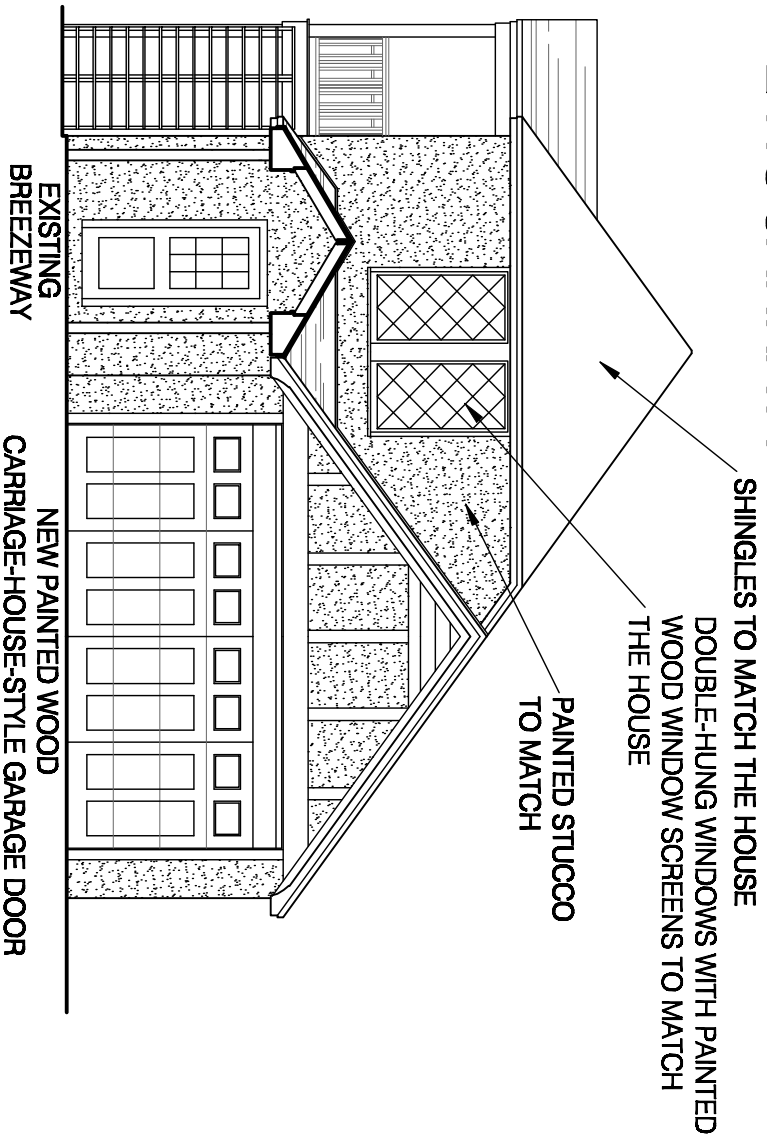 SHINGLES TO MATCH THE HOUSE
DOUBLE-HUNG WINDOWS WITH PAINTED
WOOD WINDOW SCREENS TO MATCH
THE HOUSE
PAINTED STUCCO
TO MATCH
EXISTING
BREEZEWAY
NEW PAINTED WOOD
CARRIAGE-HOUSE-STYLE GARAGE DOOR